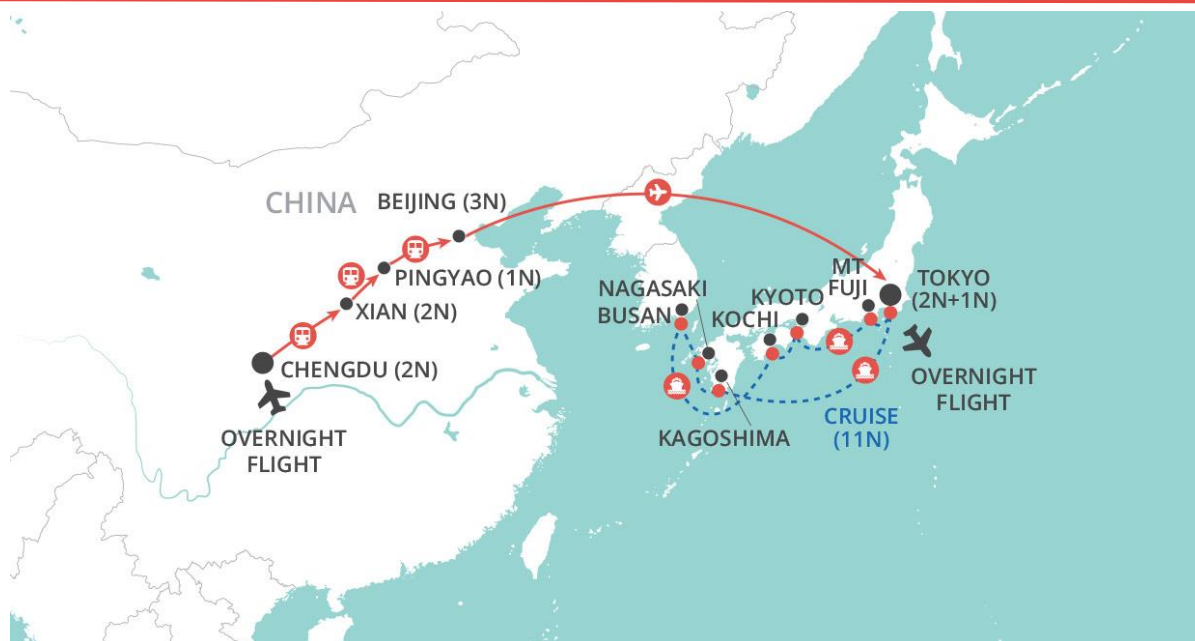 CHINA
BEIJING (3N)
PINGYAO (1N)
XIAN (2N)
CHENGDU (2N)
OVERNIGHT
FLIGHT
NAGASAKI
BUSAN
KOCHI
KYOTO
MT
FUJI
TOKYO
(2N+1N)
OVERNIGHT
FLIGHT
KAGOSHIMA
CRUISE
(11N)